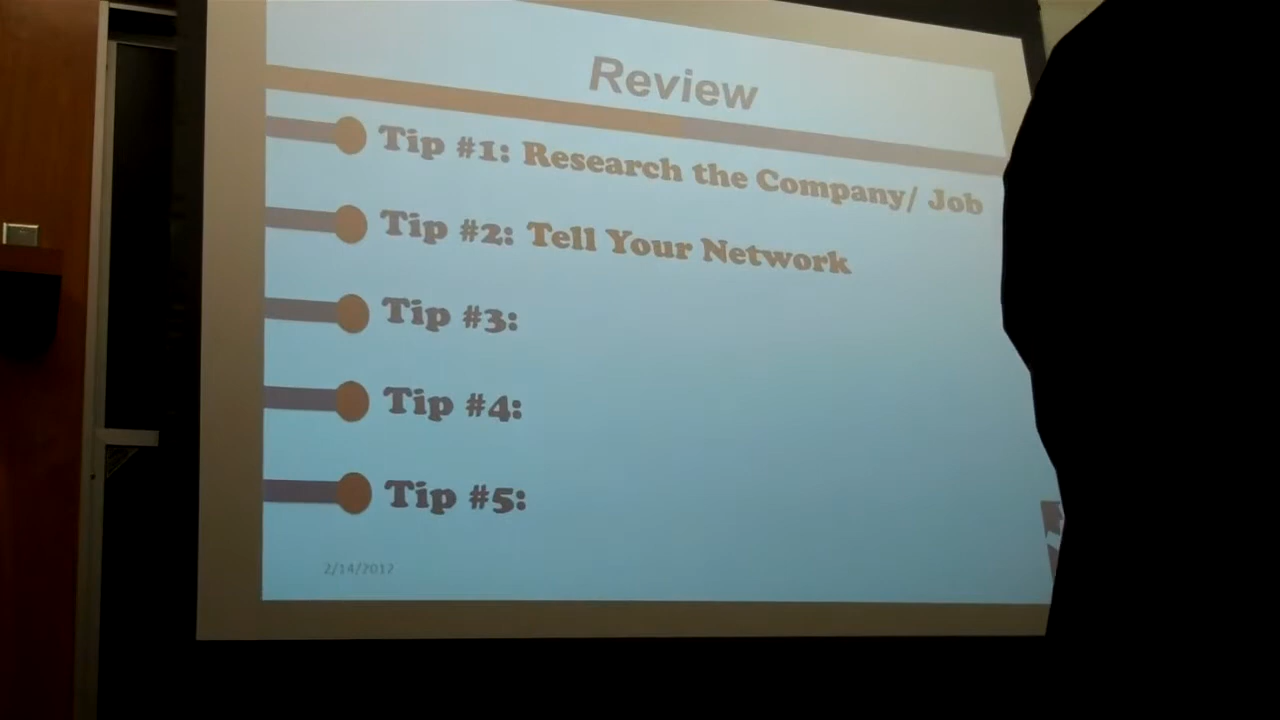 Review
Tip #1: Research the Company/ Job
Tip #2: Tell Your Network
Tip #3:
Tip #4:
Tip #5:
2/14/2012